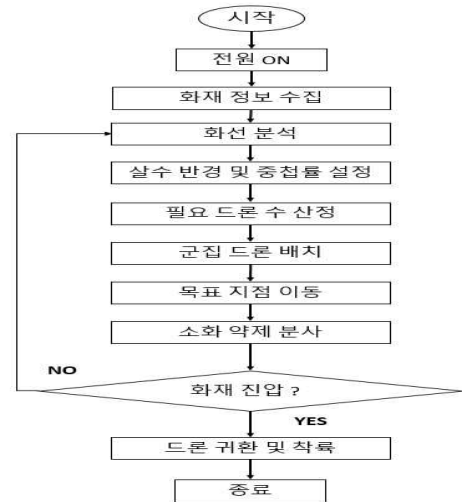 시작
전원 ON
화재 정보 수집
화선 분석
살수 반경 및 중첩률 설정
필요 드론 수 산정
군집 드론 배치
목표 지점 이동
소화 약제 분사
NO
화재 진압 ?
YES
드론 귀환 및 착륙
종료